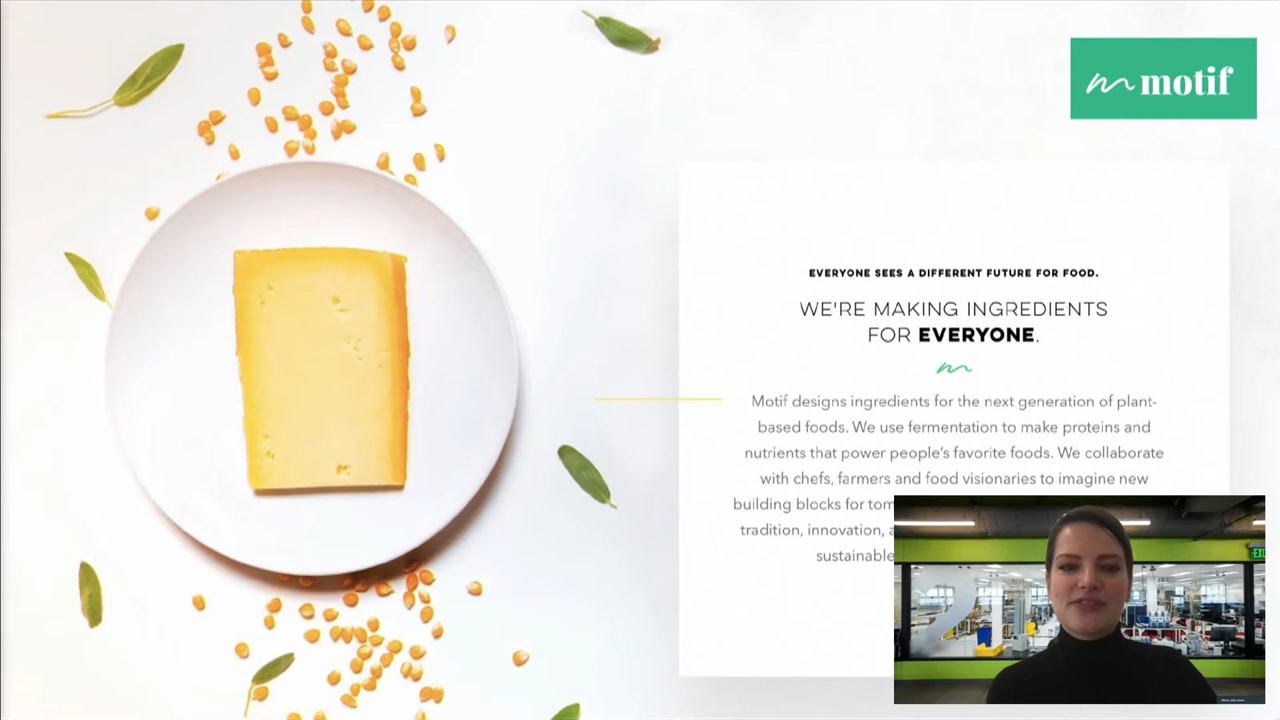 motif
EVERYONE SEES A DIFFERENT FUTURE FOR FOOD.
WE'RE MAKING INGREDIENTS
FOR EVERYONE.
Motif designs ingredients for the next generation of plant-
based foods. We use fermentation to make proteins and
nutrients that power people's favorite foods. We collaborate
with chefs, farmers and food visionaries to imagine new
building blocks for
tradition, innovation,
sustainable